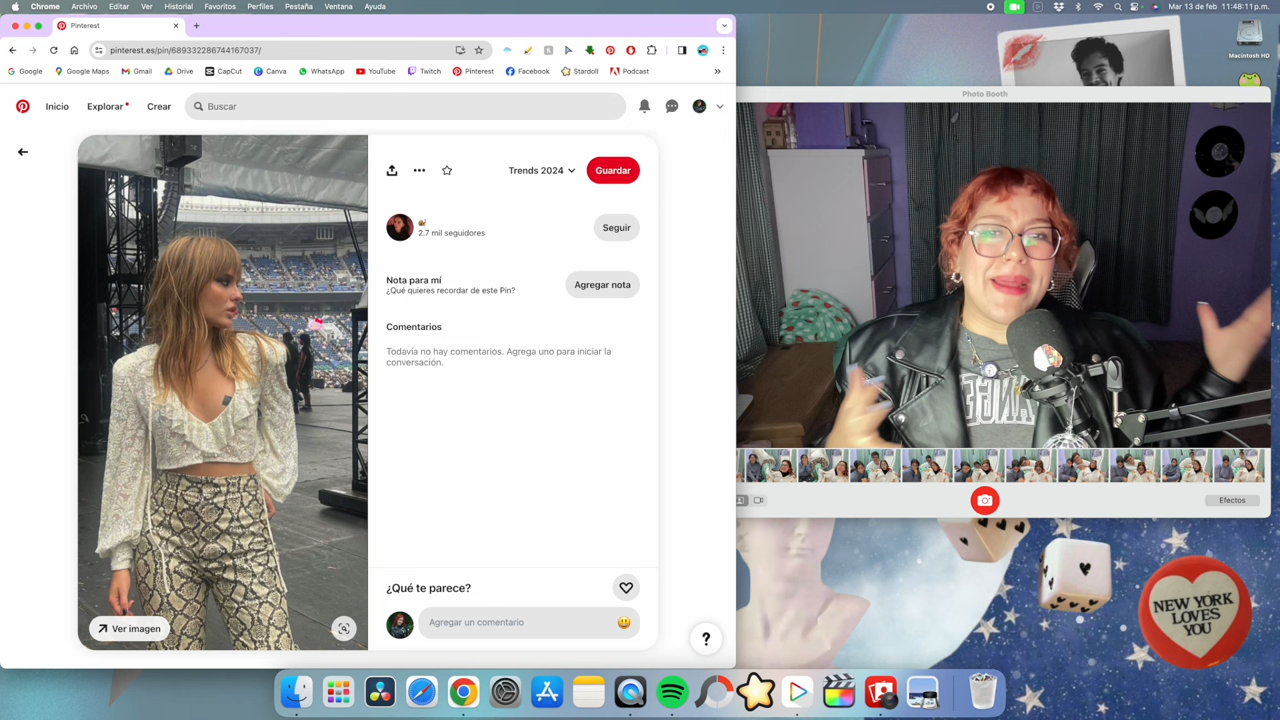 Chrome Archivo Editar Ver Historial Favoritos Perfiles Pestaña Ventana Ayuda
Mar 13 de feb 11:48:11 p.m.
Pinterest
pinterest.es/pin/689332286744167037/
Google Google Maps Gmail Drive CapCut Canva WhatsApp YouTube Twitch Pinterest Facebook Stardoll Podcast »
Inicio Explorar Crear Buscar
Trends 2024 Guardar
2.7 mil seguidores
Seguir
Nota para mí
¿Qué quieres recordar de este Pin?
Agregar nota
Comentarios
Todavía no hay comentarios. Agrega uno para iniciar la
conversación.
¿Qué te parece?
Agregar un comentario
Ver imagen
?
Macintosh HD
Photo Booth
Efectos
NEW YORK
LOVES
YOU